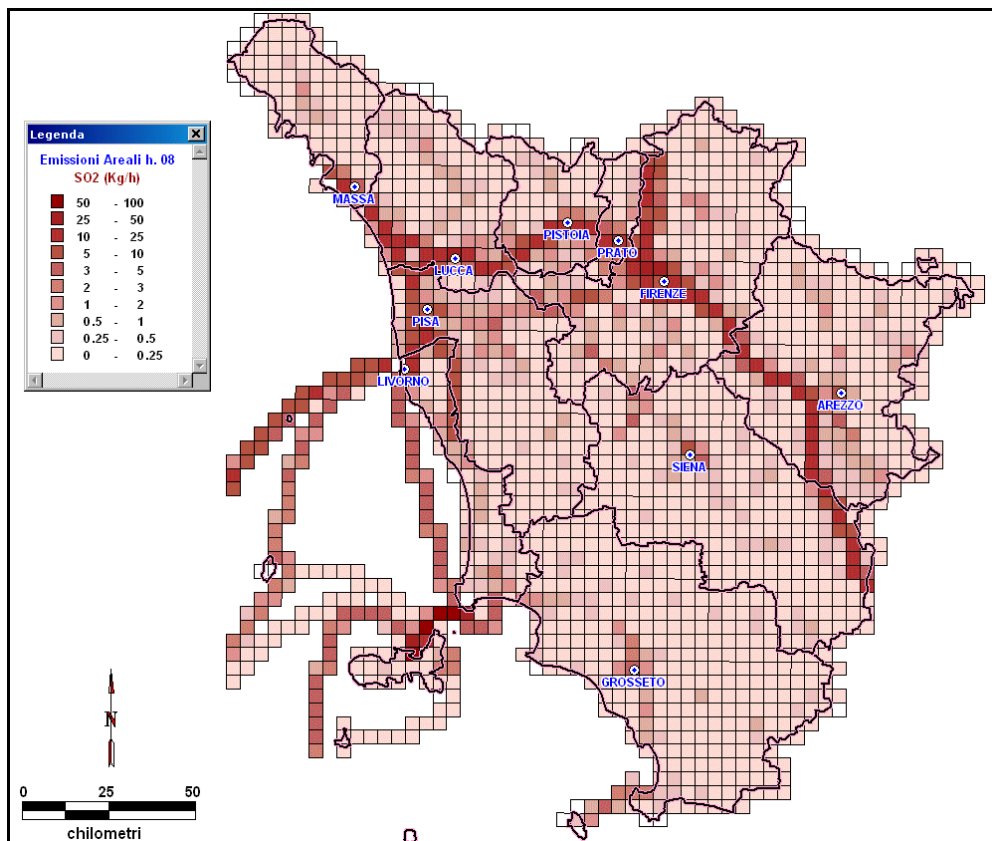 Legenda
Emissioni Areali h. 08
SO2 (Kg/h)
50 - 100
25 - 50
10 - 25
5 - 10
3 - 5
2 - 3
1 - 2
0.5 - 1
0.25 - 0.5
0 - 0.25
MASSA
PISTOIA
PRATO
LUCCA
FIRENZE
PISA
LIVORNO
AREZZO
SIENA
GROSSETO
N
0 25 50
chilometri